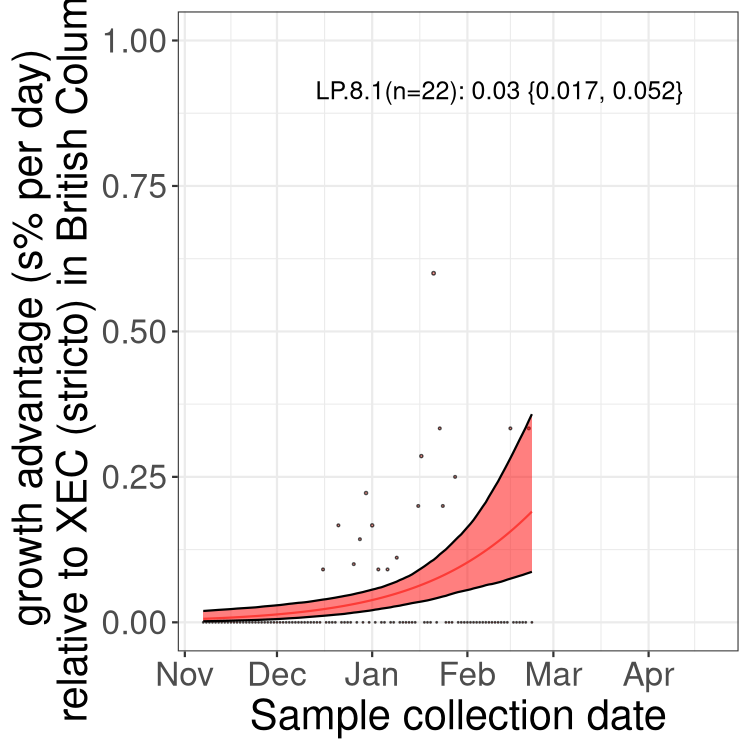 growth advantage (s% per day)
relative to XEC (stricto) in British Colum
1.00
0.75
0.50
0.25
0.00
LP.8.1(n=22): 0.03 {0.017, 0.052}
Nov Dec Jan Feb Mar Apr
Sample collection date